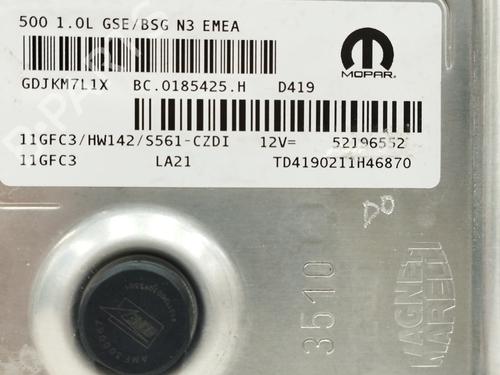 500 1.0L GSE/BSG N3 EMEA
MOPAR
GDJKM7L1X BC.0185425.H D419
11GFC3/HW142/S561-CZDI 12V= 52196552
11GFC3 LA21 TD4190211H46870
DO
3510
MAGNETI
MARELLI